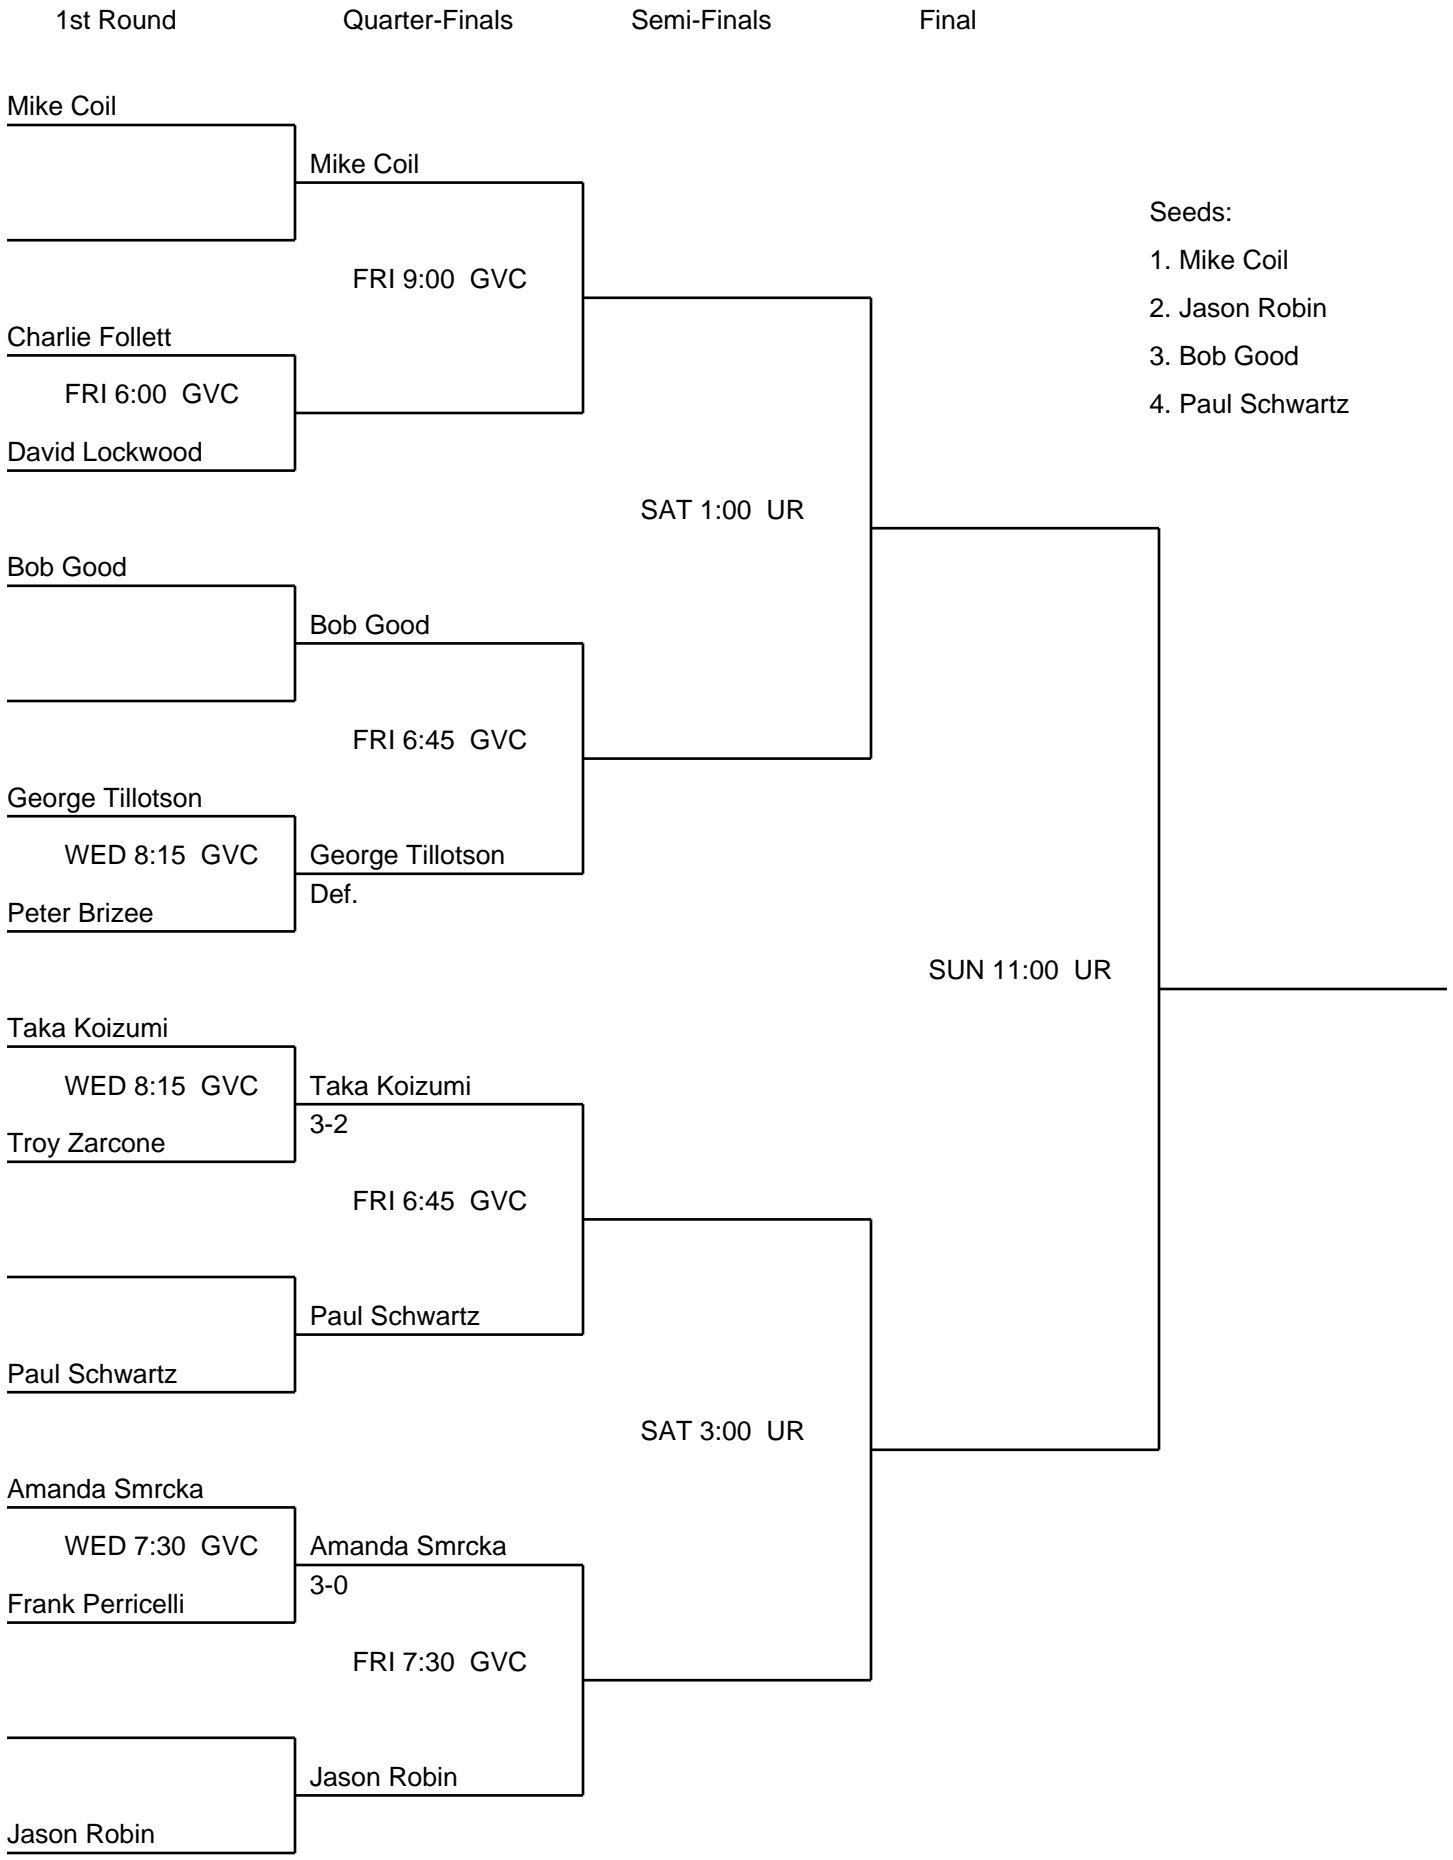 1st Round Quarter-Finals Semi-Finals Final
Mike Coil
Mike Coil
Seeds:
1. Mike Coil
FRI 9:00 GVC
2. Jason Robin
Charlie Follett
3. Bob Good
FRI 6:00 GVC
4. Paul Schwartz
David Lockwood
SAT 1:00 UR
Bob Good
Bob Good
FRI 6:45 GVC
George Tillotson
WED 8:15 GVC
George Tillotson
Def.
Peter Brizee
SUN 11:00 UR
Taka Koizumi
WED 8:15 GVC
Taka Koizumi
3-2
Troy Zarcone
FRI 6:45 GVC
Paul Schwartz
Paul Schwartz
SAT 3:00 UR
Amanda Smrcka
WED 7:30 GVC
Amanda Smrcka
3-0
Frank Perricelli
FRI 7:30 GVC
Jason Robin
Jason Robin